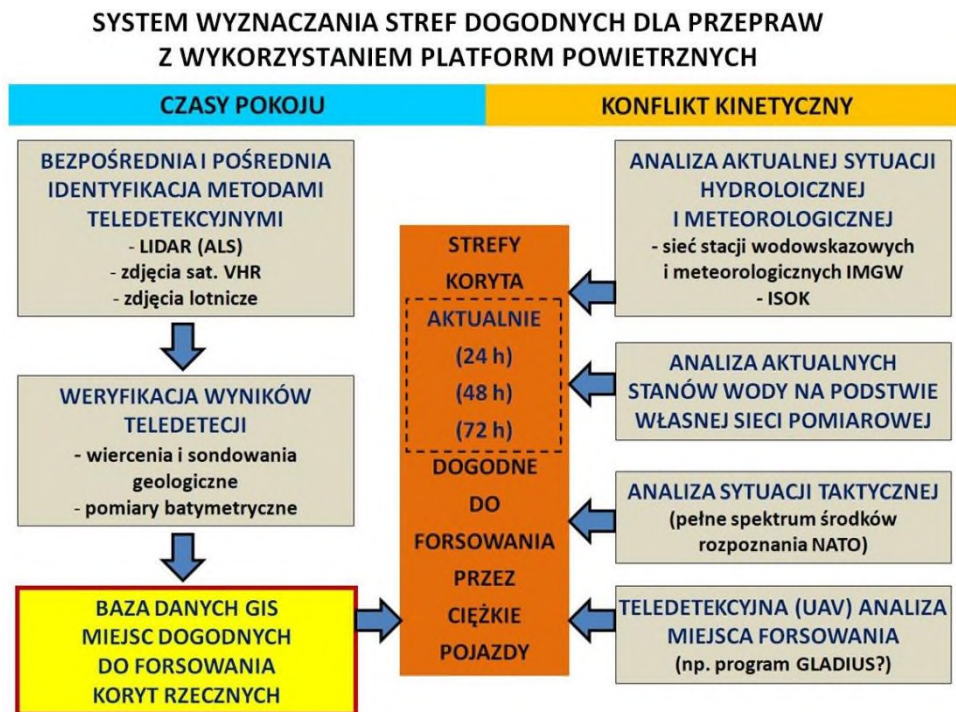 SYSTEM WYZNACZANIA STREF DOGODNYCH DLA PRZEPRAW
Z WYKORZYSTANIEM PLATFORM POWIETRZNYCH
CZASY POKOJU
KONFLIKT KINETYCZNY
BEZPOŚREDNIA I POŚREDNIA
IDENTYFIKACJA METODAMI
TELEDETEKCYJNYMI
- LIDAR (ALS)
- zdjęcia sat. VHR
- zdjęcia lotnicze
WERYFIKACJA WYNIKÓW
TELEDETECJI
- wiercenia i sondowania
geologiczne
- pomiary batymetryczne
BAZA DANYCH GIS
MIEJSC DOGODNYCH
DO FORSOWANIA
KORYT RZECZNYCH
STREFY
KORYTA
AKTUALNIE
(24 h)
(48 h)
(72 h)
DOGODNE
DO
FORSOWANIA
PRZEZ
CIĘŻKIE
POJAZDY
ANALIZA AKTUALNEJ SYTUACJI
HYDROLOICZNEJ
I METEOROLOGICZNEJ
- sieć stacji wodowskazowych
i meteorologicznych IMGW
- ISOK
ANALIZA AKTUALNYCH
STANÓW WODY NA PODSTWIE
WŁASNEJ SIECI POMIAROWEJ
ANALIZA SYTUACJI TAKTYCZNEJ
(pełne spektrum środków
rozpoznania NATO)
TELEDETEKCYJNA (UAV) ANALIZA
MIEJSCA FORSOWANIA
(np. program GLADIUS?)